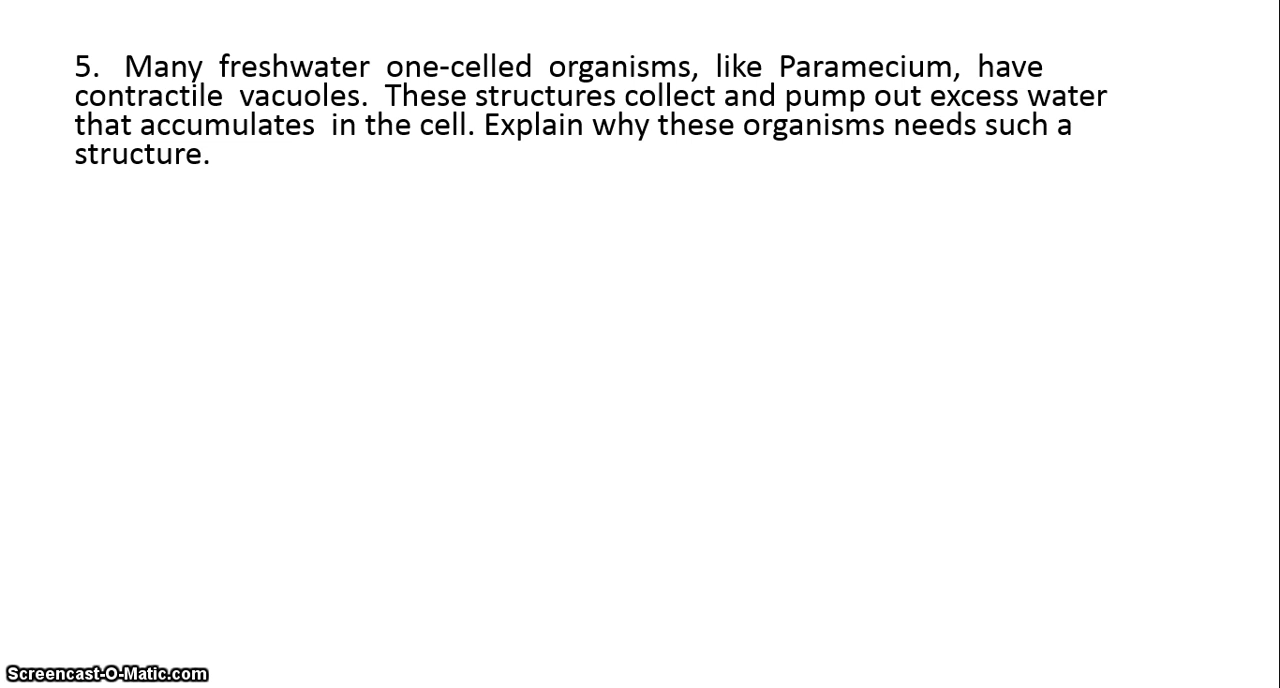 5. Many freshwater one-celled organisms, like Paramecium, have
contractile vacuoles. These structures collect and pump out excess water
that accumulates in the cell. Explain why these organisms needs such a
structure.
Screencast-O-Matic.com